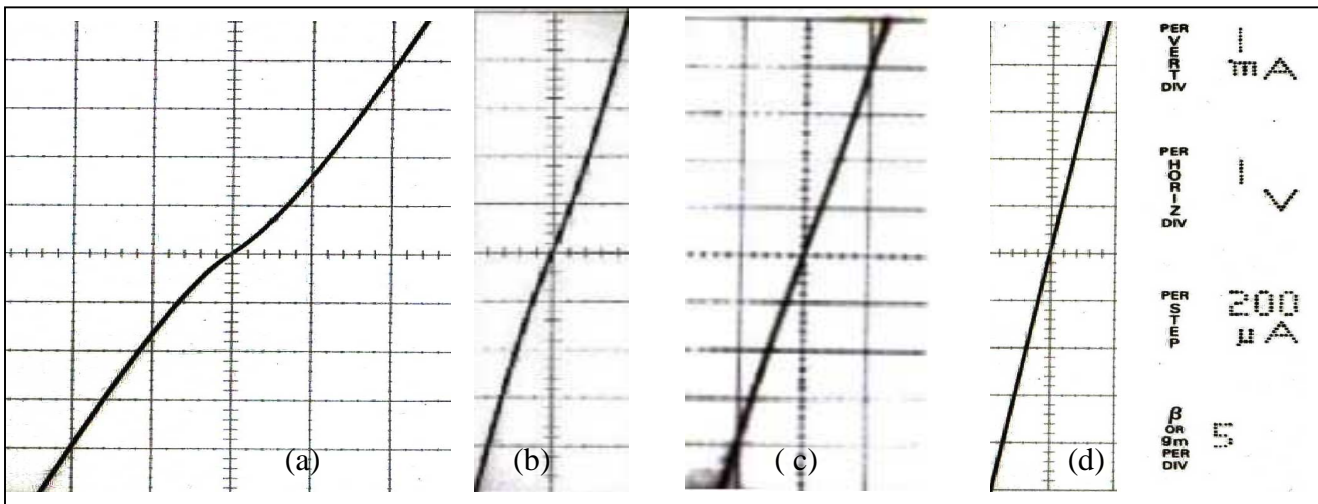 PER
VERT
DIV
1
mA
PER
HORIZ
DIV
1
V
PER
STEP
200
µA
β
OR
gm
PER
DIV
5
(a)
(b)
( c)
(d)